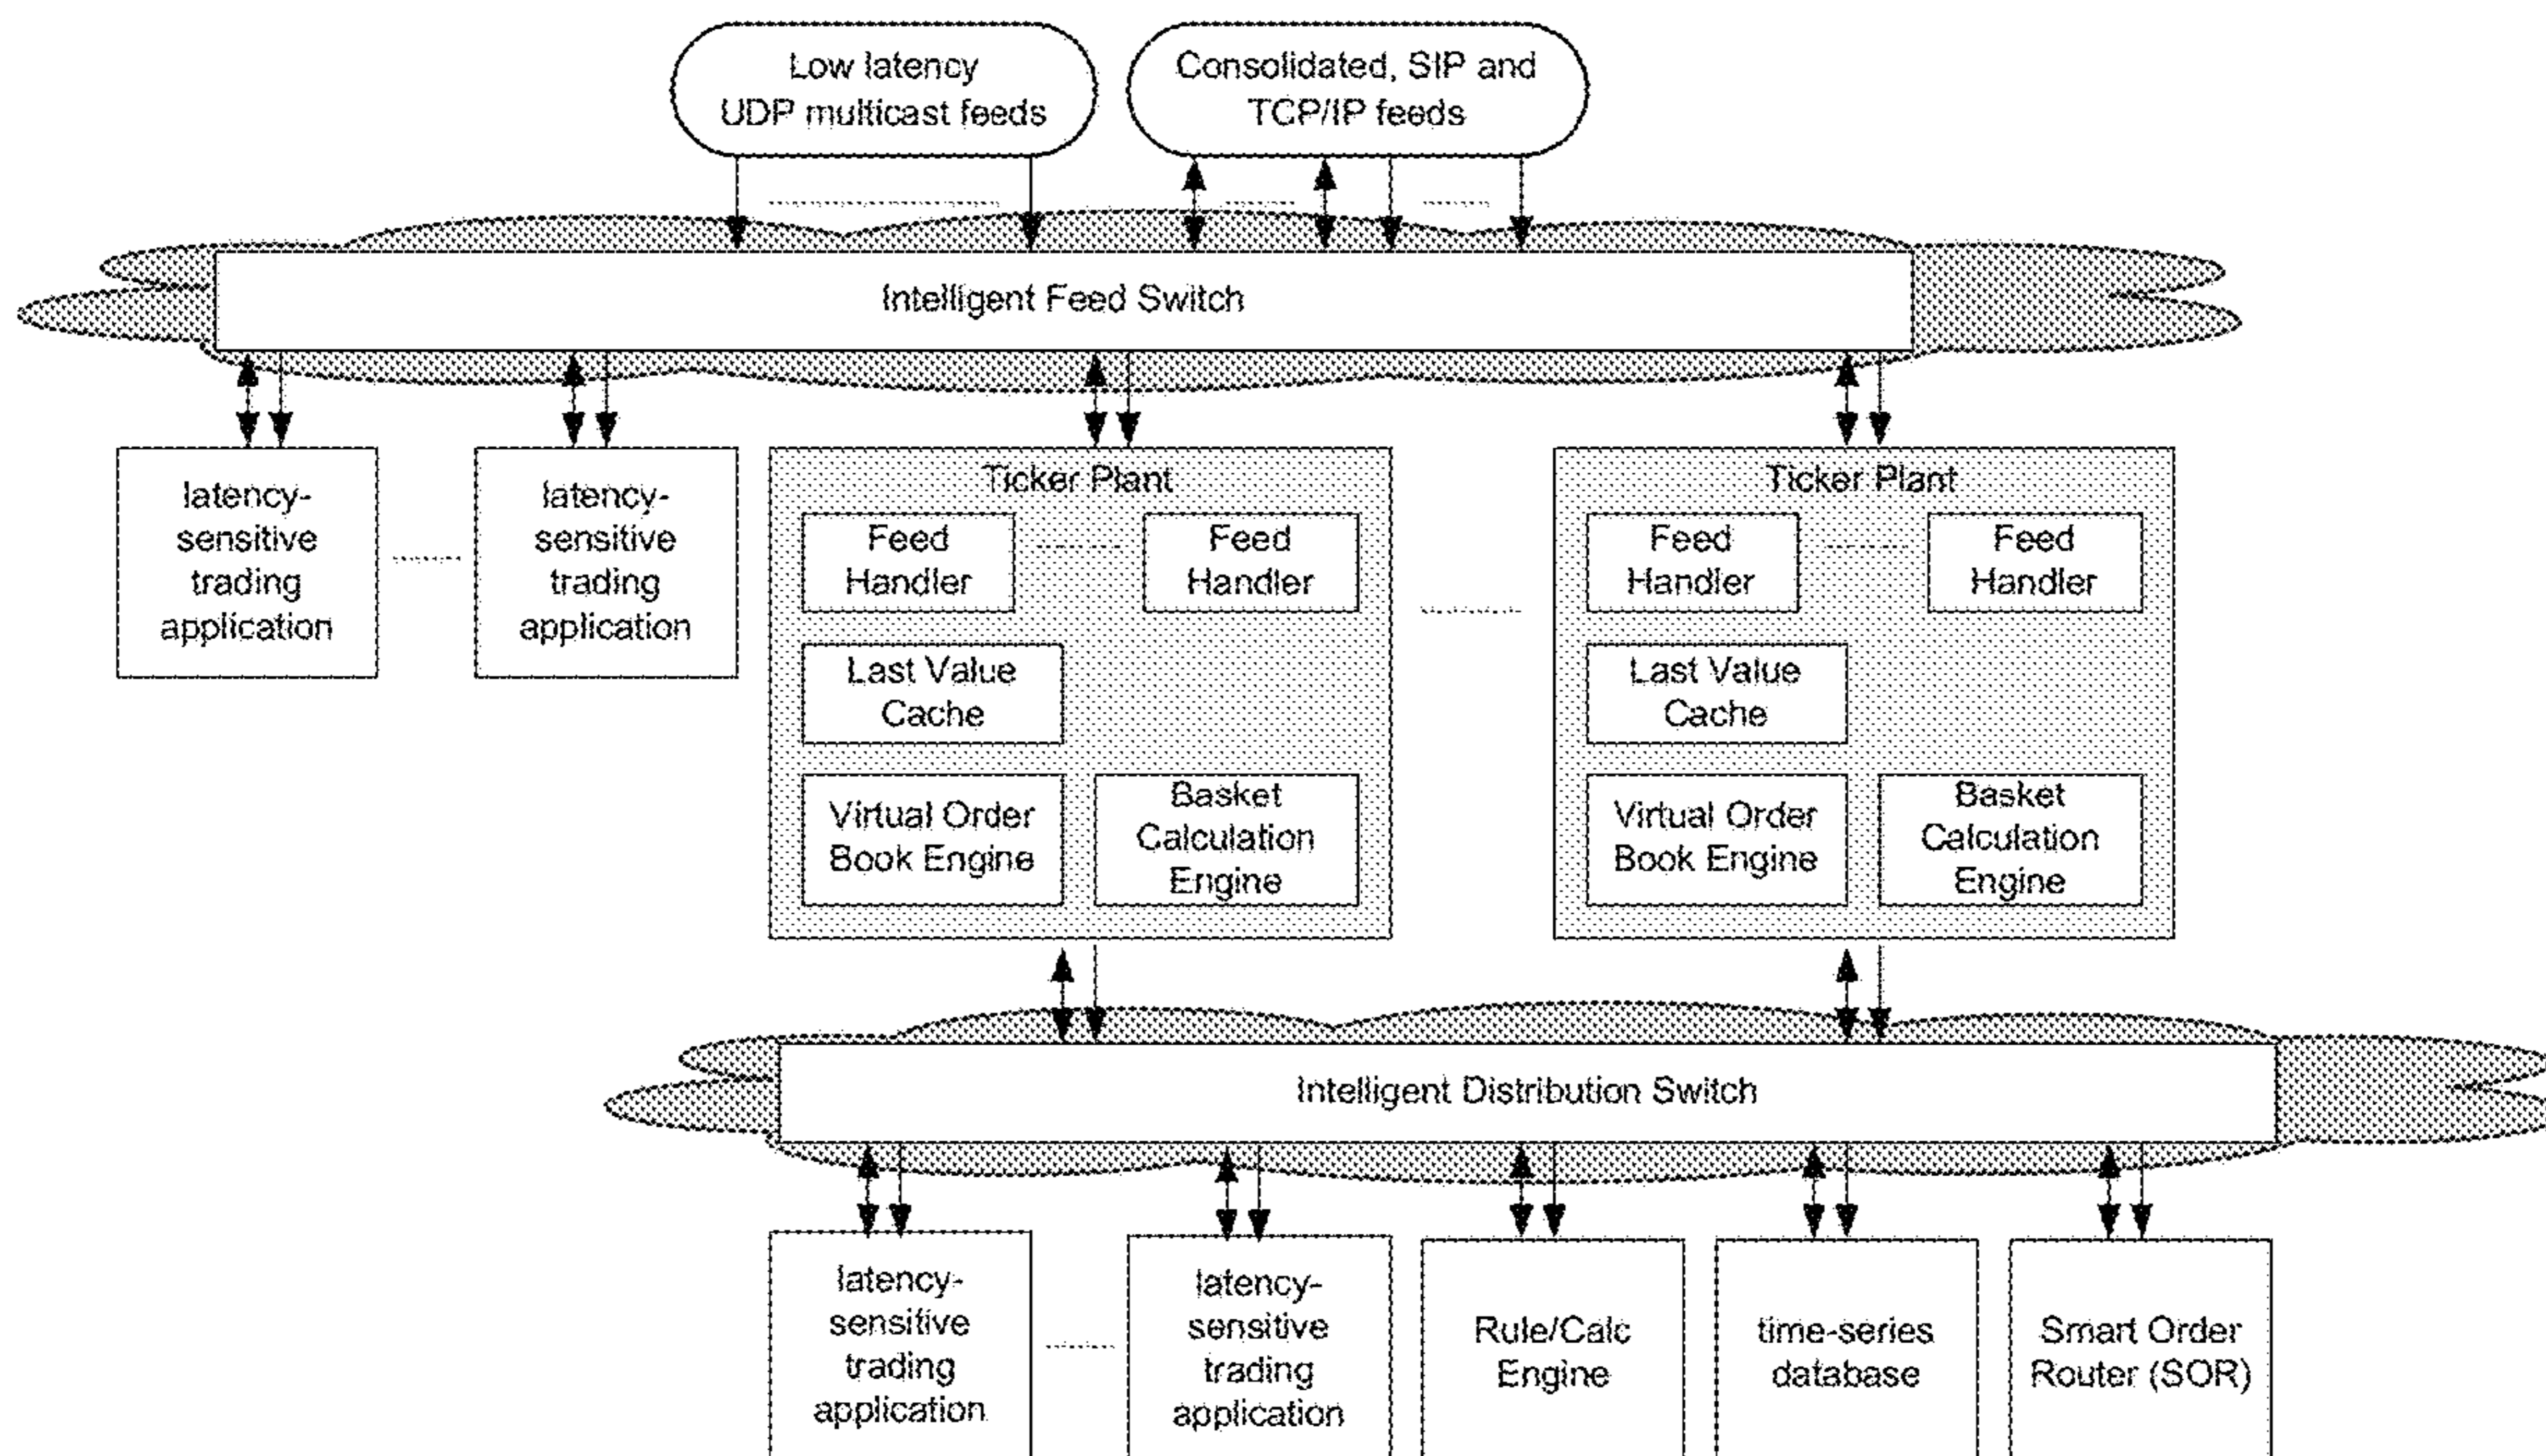 Low latency
UDP multicast feeds
Consolidated, SIP and
TCP/IP feeds
Intelligent Feed Switch
latency-
sensitive
trading
application
latency-
sensitive
trading
application
Ticker Plant
Feed
Handler
Feed
Handler
Last Value
Cache
Virtual Order
Book Engine
Basket
Calculation
Engine
Ticker Plant
Feed
Handler
Feed
Handler
Last Value
Cache
Virtual Order
Book Engine
Basket
Calculation
Engine
Intelligent Distribution Switch
latency-
sensitive
trading
application
latency-
sensitive
trading
application
Rule/Calc
Engine
time-series
database
Smart Order
Router (SOR)